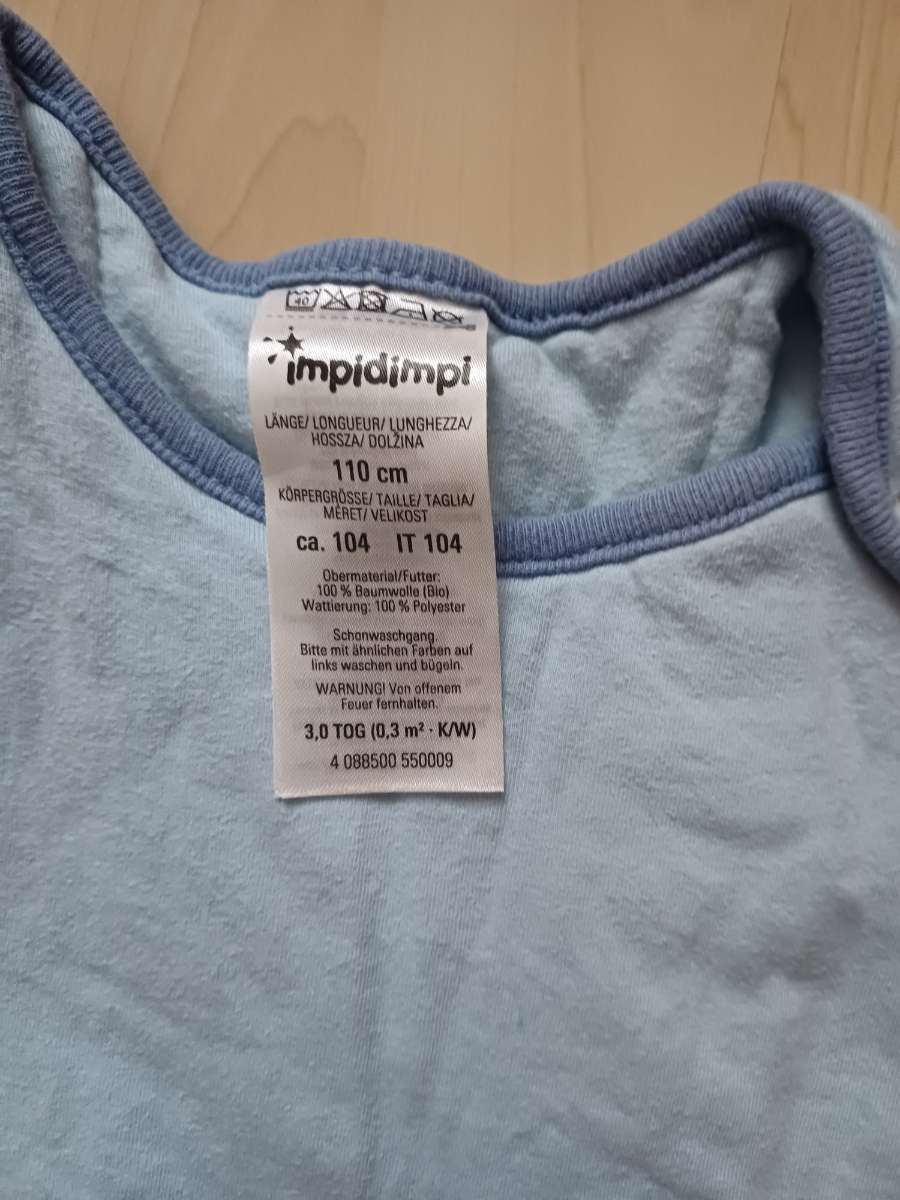 40
impidimpi
LÄNGE/ LONGUEUR/ LUNGHEZZA/
HOSSZA/ DOLŽINA
110 cm
KÖRPERGRÖSSE/ TAILLE/ TAGLIA/
MÉRET/ VELIKOST
ca. 104 IT 104
Obermaterial/Futter:
100 % Baumwolle (Bio)
Wattierung: 100 % Polyester
Schonwaschgang.
Bitte mit ähnlichen Farben auf
links waschen und bügeln.
WARNUNG! Von offenem
Feuer fernhalten.
3,0 TOG (0,3 m² · K/W)
4 088500 550009